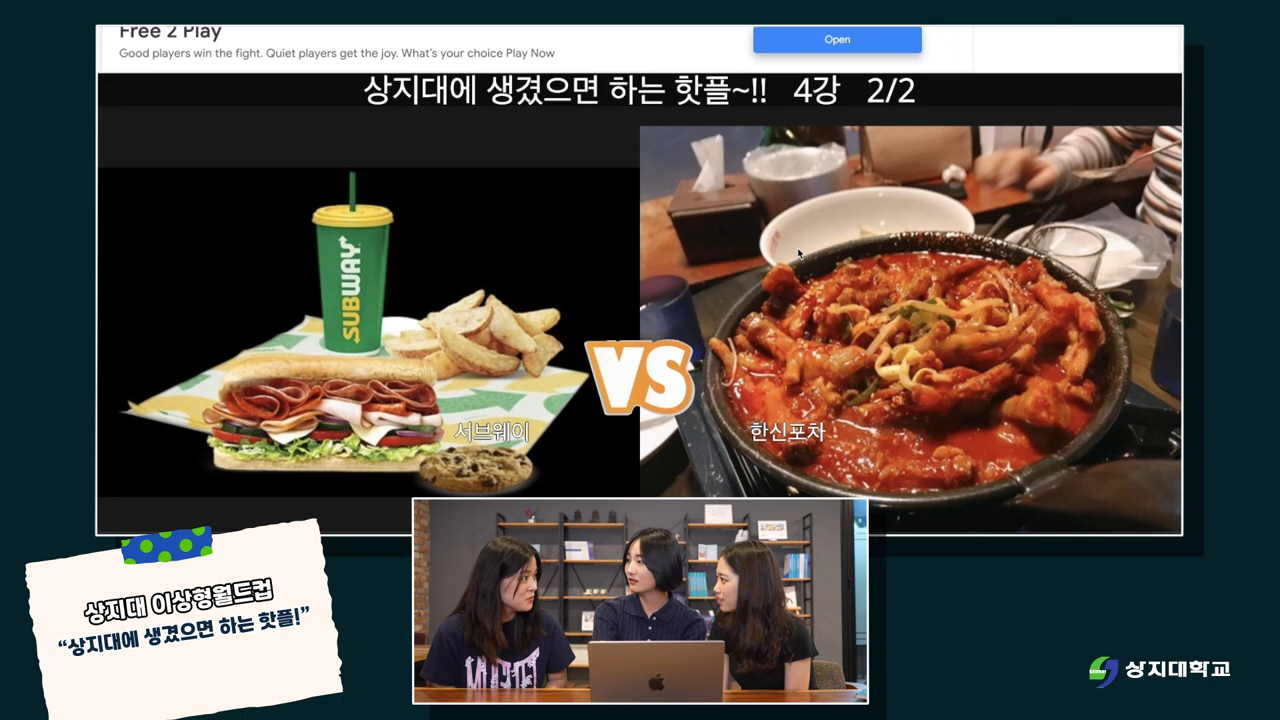 Free 2 Play
Good players win the fight. Quiet players get the joy. What's your choice Play Now
Open
상지대에 생겼으면 하는 핫플~!! 4강 2/2
SUBWAY
VS
서브웨이
한신포차
상지대 이상형월드컵
“상지대에 생겼으면 하는 핫플!”
상지대학교